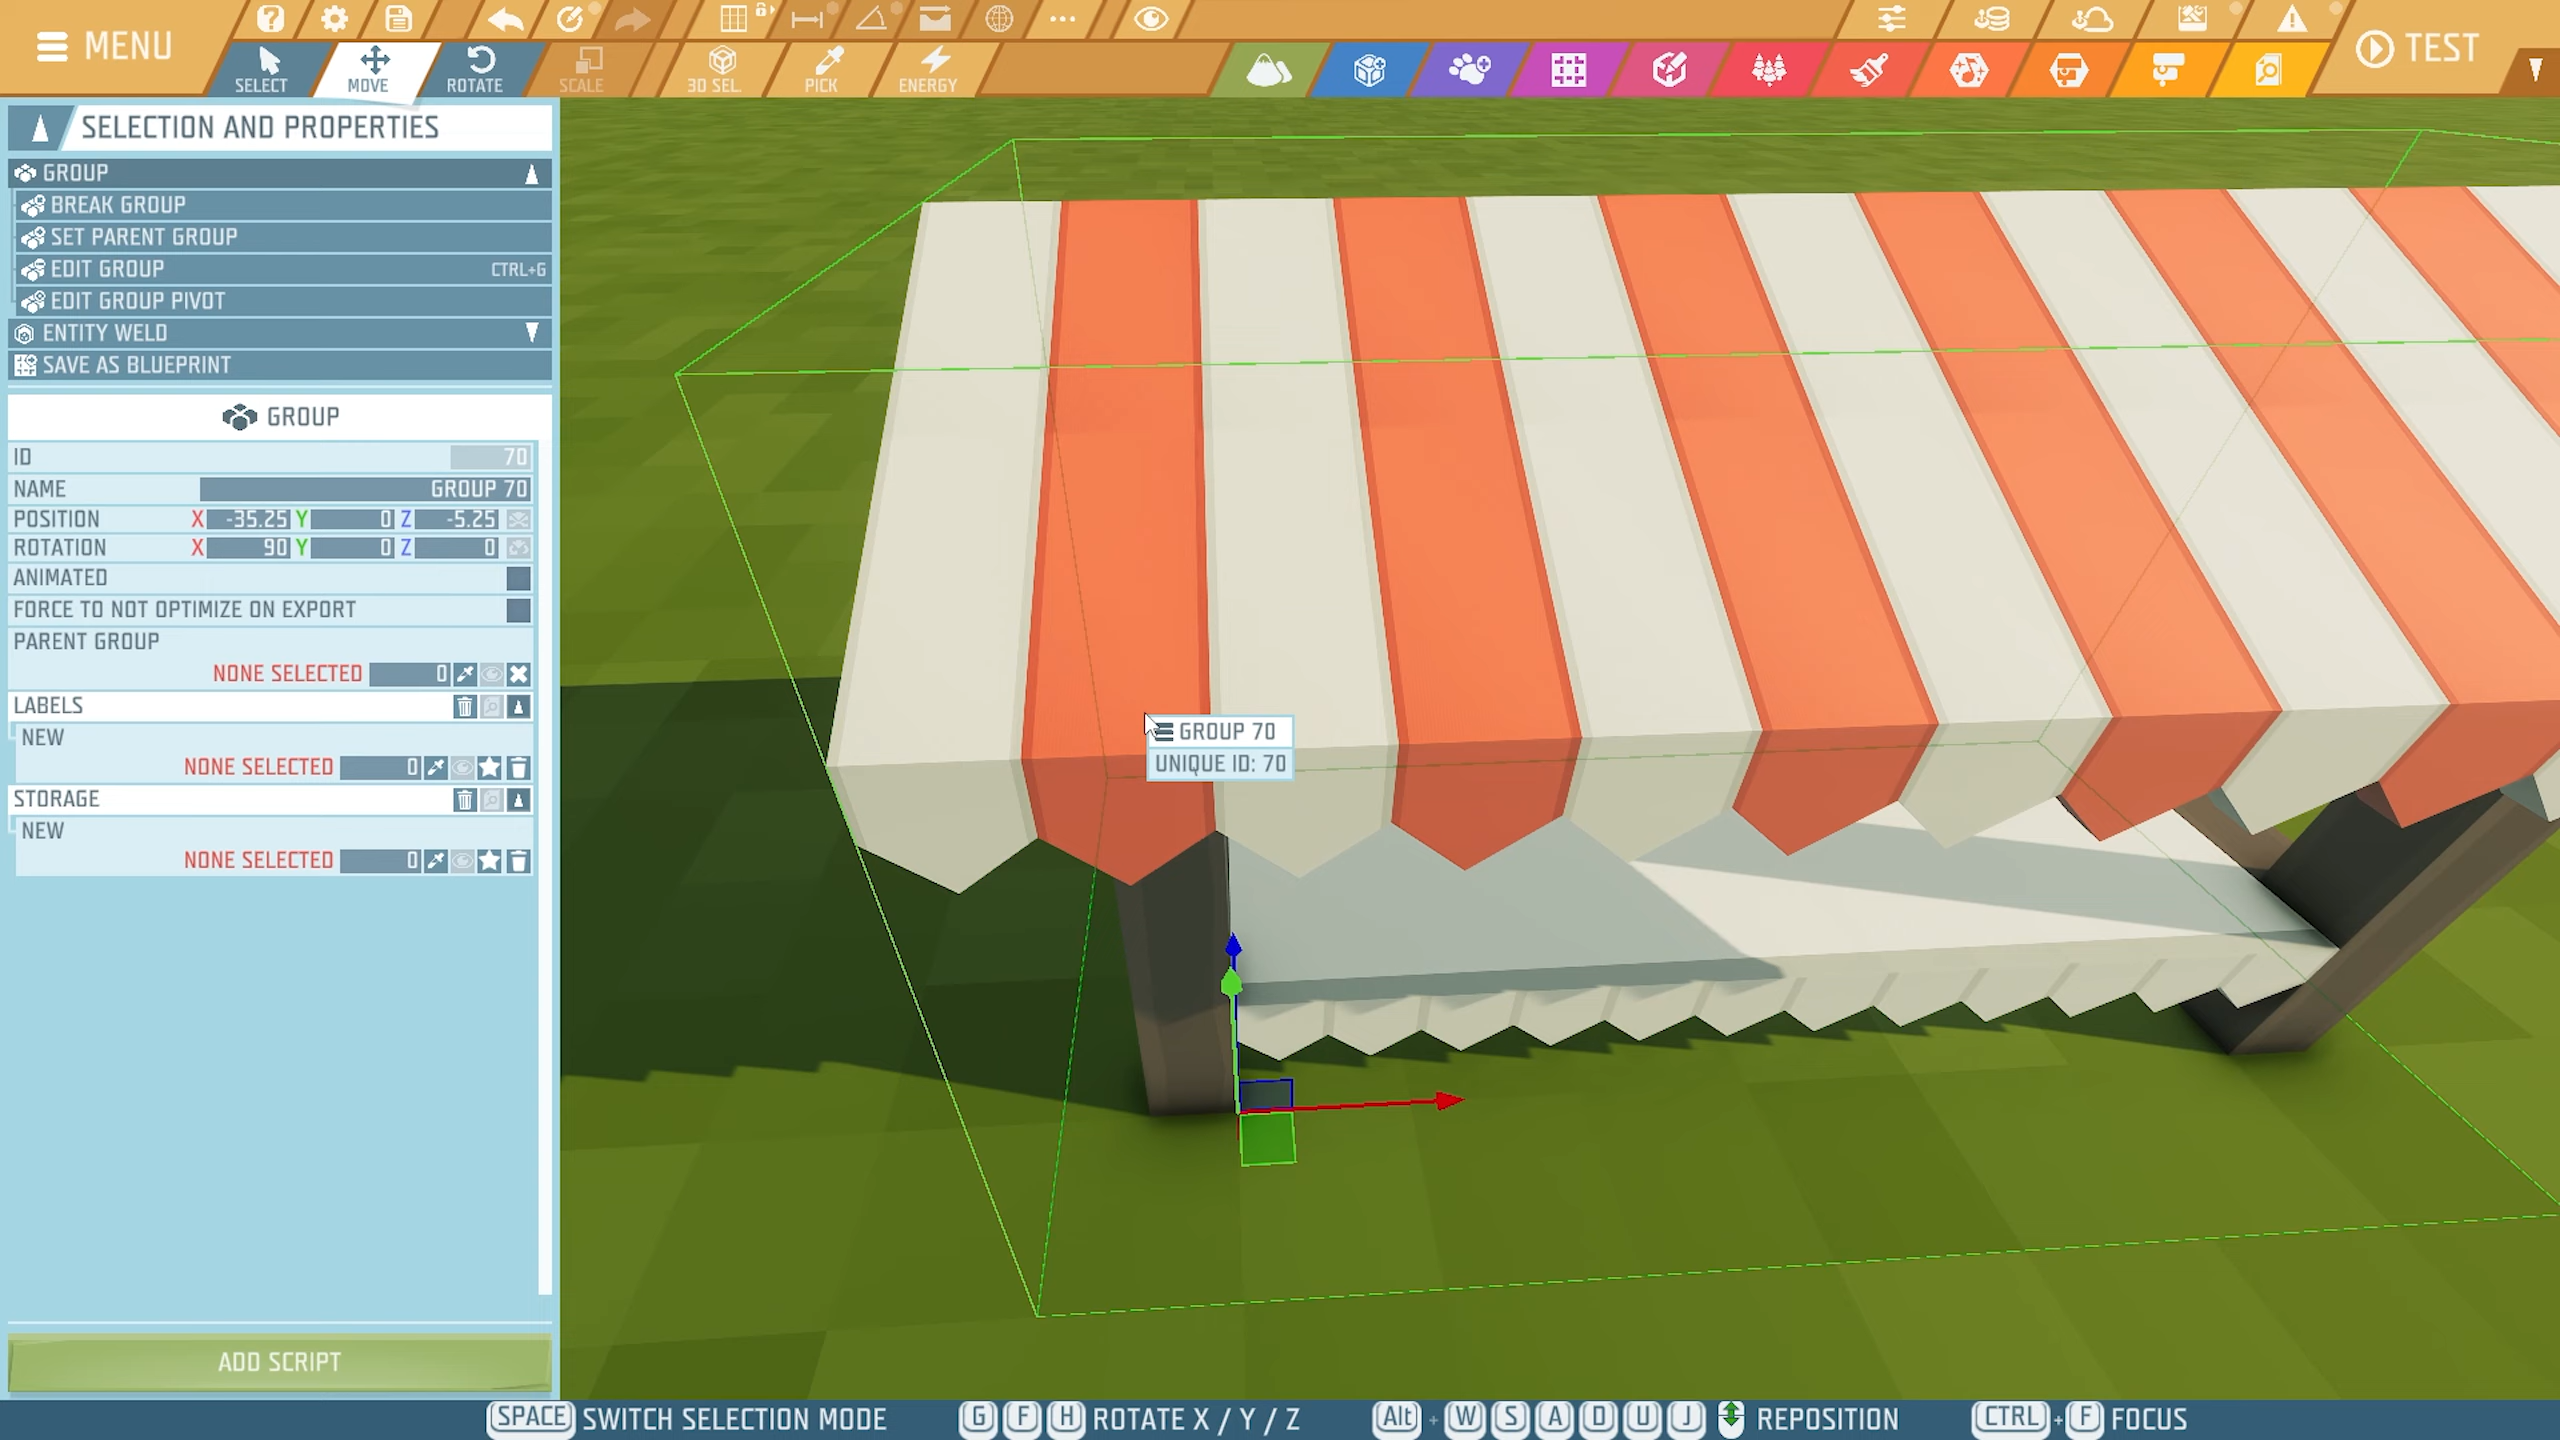 MENU
SELECT
MOVE
ROTATE
SCALE
3D SEL.
PICK
ENERGY
TEST
SELECTION AND PROPERTIES
GROUP
BREAK GROUP
SET PARENT GROUP
EDIT GROUP CTRL+G
EDIT GROUP PIVOT
ENTITY WELD
SAVE AS BLUEPRINT
GROUP
ID 70
NAME GROUP 70
POSITION X -35.25 Y 0 Z -5.25
ROTATION X 90 Y 0 Z 0
ANIMATED
FORCE TO NOT OPTIMIZE ON EXPORT
PARENT GROUP
NONE SELECTED 0
LABELS
NEW
NONE SELECTED 0
STORAGE
NEW
NONE SELECTED 0
GROUP 70
UNIQUE ID: 70
ADD SCRIPT
SPACE SWITCH SELECTION MODE
G F H ROTATE X / Y / Z
Alt + W S A D U J REPOSITION
CTRL + F FOCUS